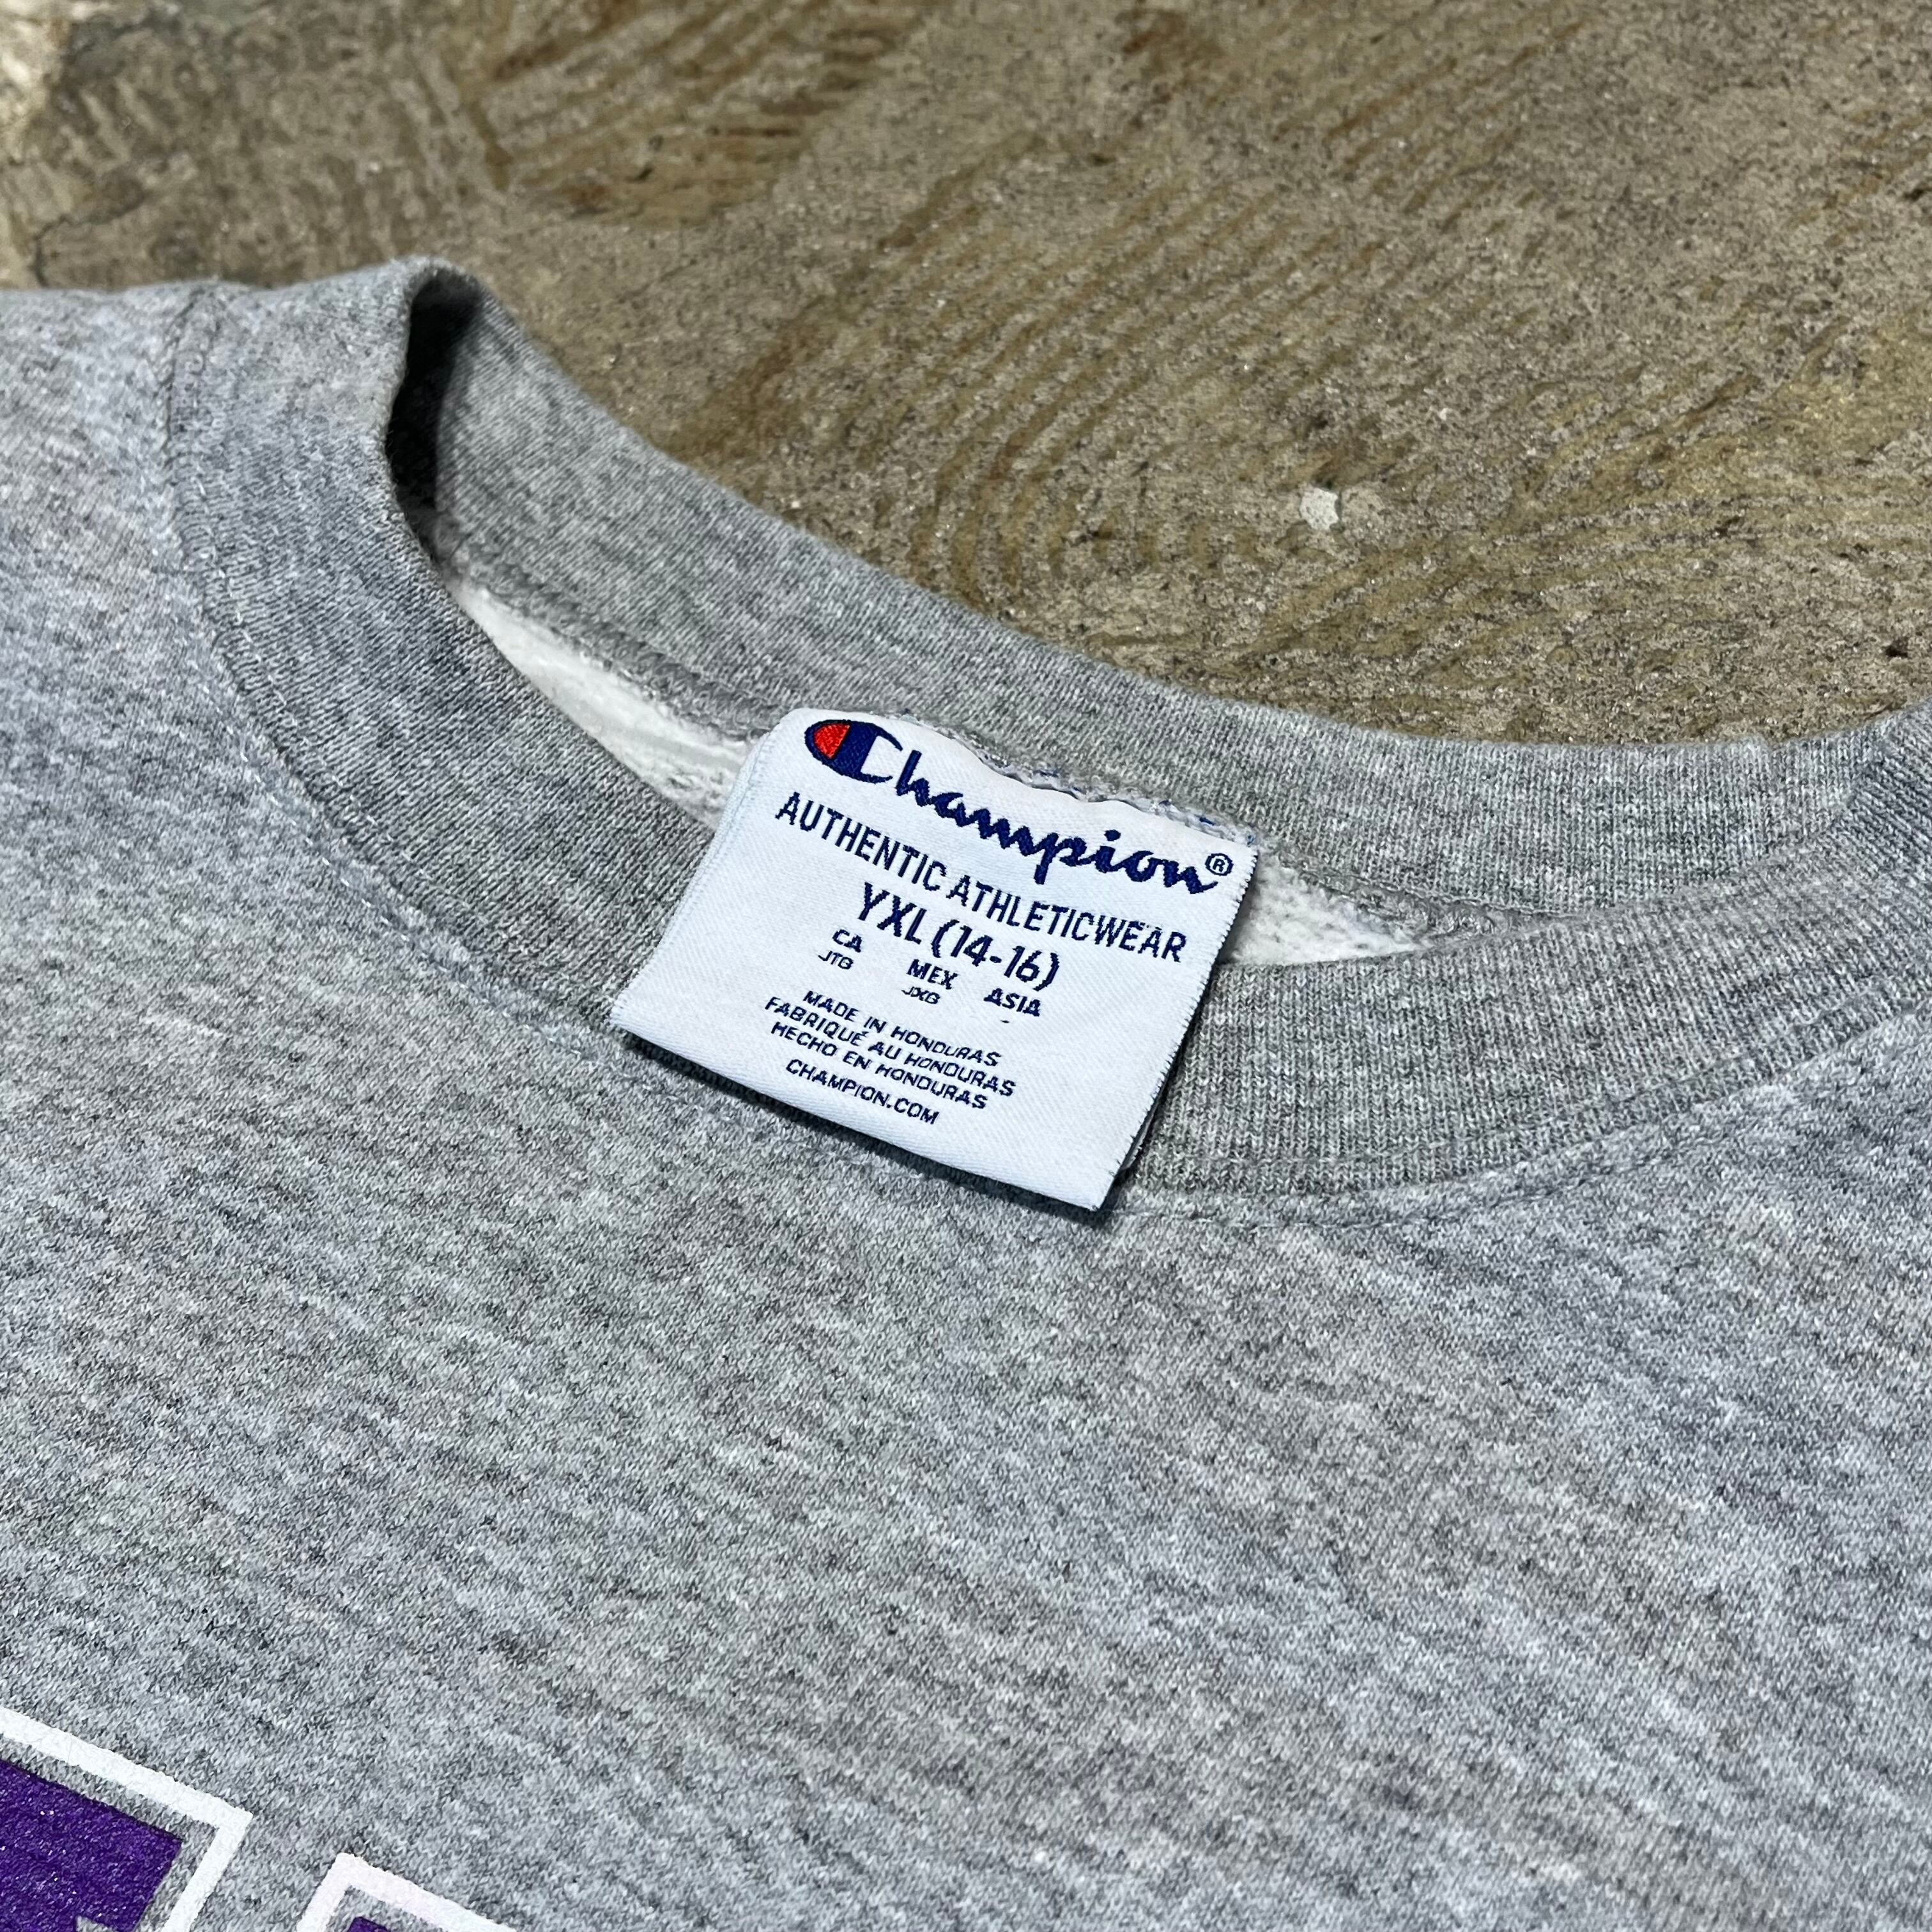 Champion®
AUTHENTIC ATHLETICWEAR
YXL (14-16)
CA MEX ASIA
JTG JXG -
MADE IN HONDURAS
FABRIQUÉ AU HONDURAS
HECHO EN HONDURAS
CHAMPION.COM